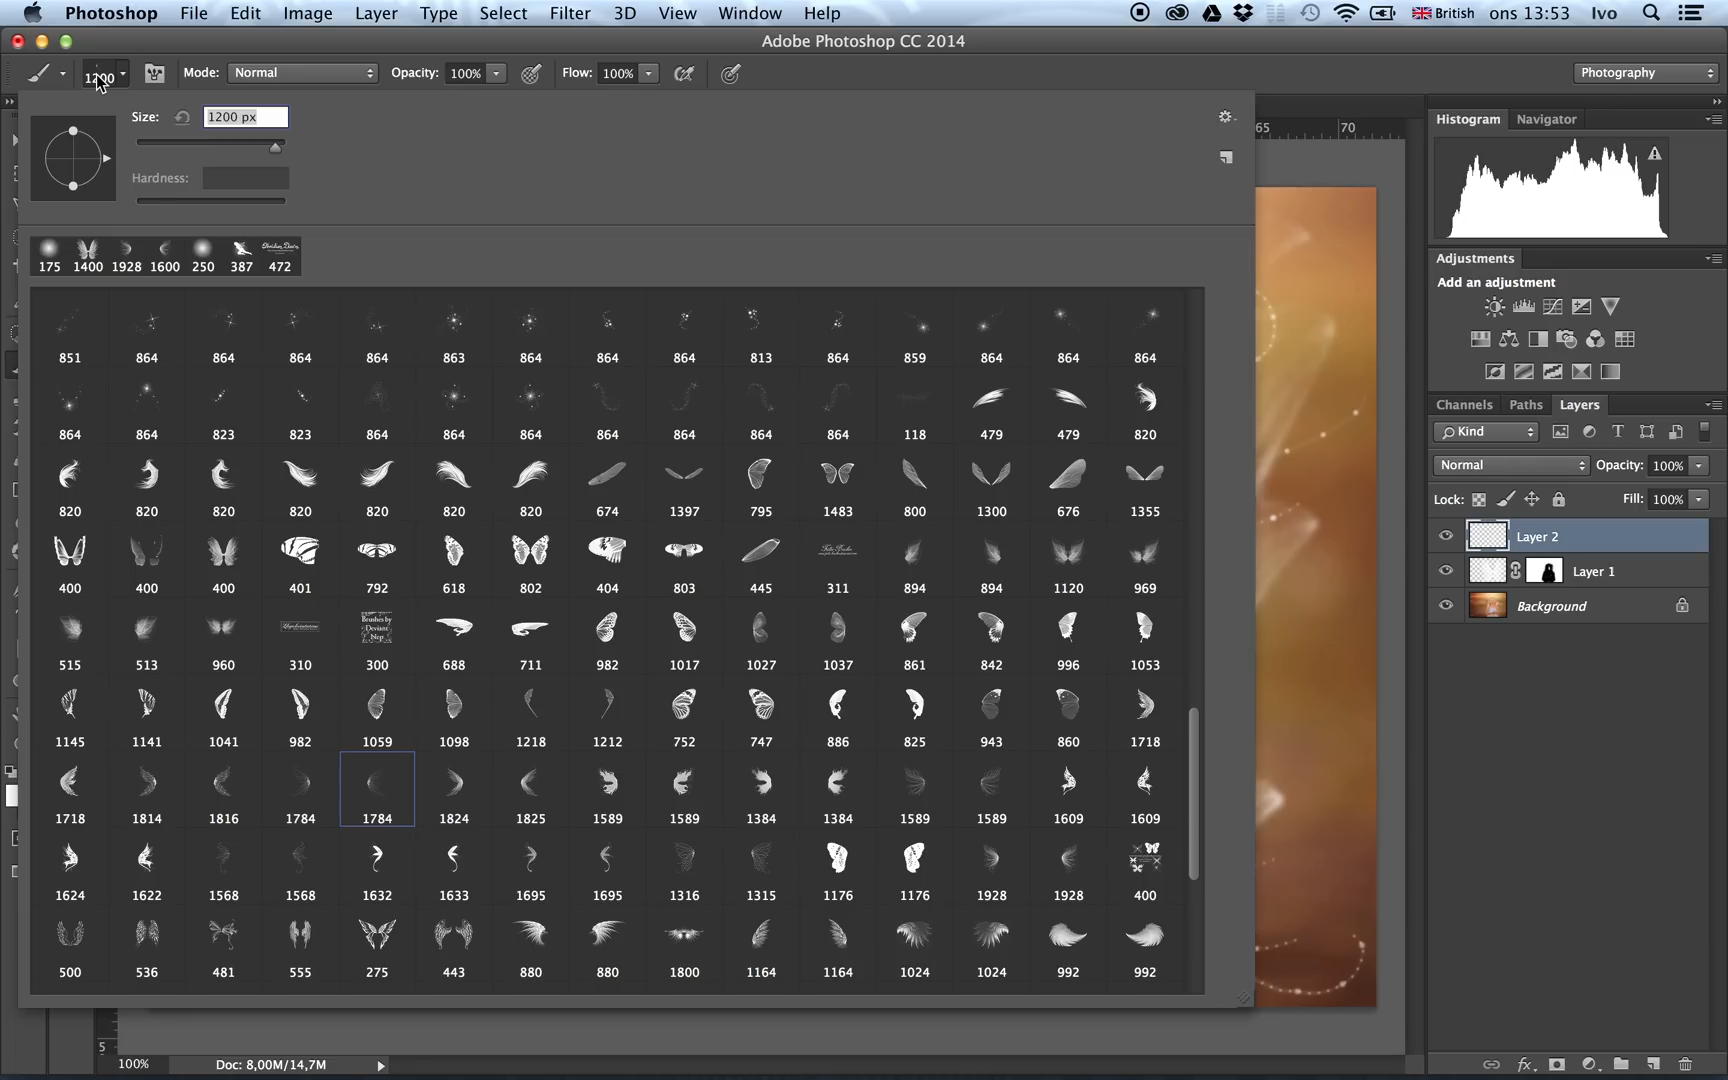 Photoshop File Edit Image Layer Type Select Filter 3D View Window Help British ons 13:53 Ivo
Adobe Photoshop CC 2014
1200 Mode: Normal Opacity: 100% Flow: 100% Photography
Size: 1200 px
Hardness:
65 70
Histogram Navigator
175 1400 1928 1600 250 387 472
Adjustments
Add an adjustment
851 864 864 864 864 863 864 864 864 813 864 859 864 864 864
864 864 823 823 864 864 864 864 864 864 864 118 479 479 820
820 820 820 820 820 820 820 674 1397 795 1483 800 1300 676 1355
400 400 400 401 792 618 802 404 803 445 311 894 894 1120 969
Brushes by
Deviant
Nep
515 513 960 310 300 688 711 982 1017 1027 1037 861 842 996 1053
1145 1141 1041 982 1059 1098 1218 1212 752 747 886 825 943 860 1718
1718 1814 1816 1784 1784 1824 1825 1589 1589 1384 1384 1589 1589 1609 1609
1624 1622 1568 1568 1632 1633 1695 1695 1316 1315 1176 1176 1928 1928 400
500 536 481 555 275 443 880 880 1800 1164 1164 1024 1024 992 992
Channels Paths Layers
Kind
Normal Opacity: 100%
Lock: Fill: 100%
Layer 2
Layer 1
Background
5
100% Doc: 8,00M/14,7M
fx